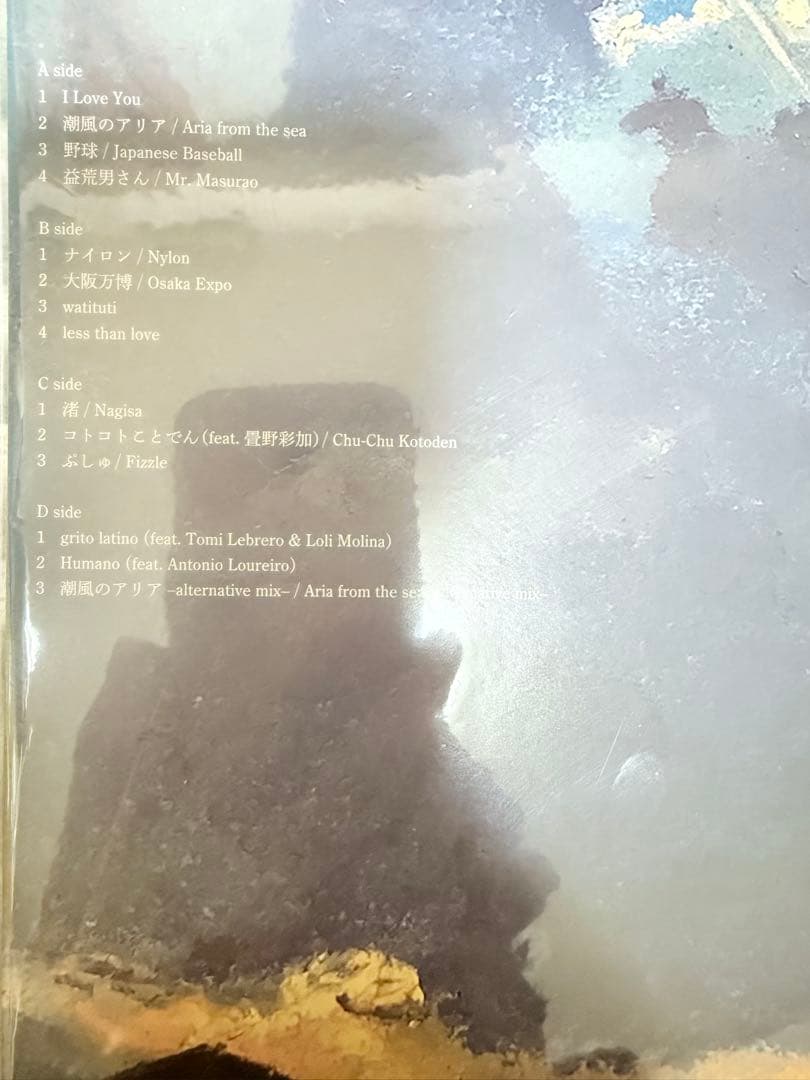 A side
1 I Love You
2 潮風のアリア / Aria from the sea
3 野球 / Japanese Baseball
4 益荒男さん / Mr. Masurao
B side
1 ナイロン / Nylon
2 大阪万博 / Osaka Expo
3 watituti
4 less than love
C side
1 渚 / Nagisa
2 コトコトことでん (feat. 畳野彩加) / Chu-Chu Kotoden
3 ぷしゅ / Fizzle
D side
1 grito latino (feat. Tomi Lebrero & Loli Molina)
2 Humano (feat. Antonio Loureiro)
3 潮風のアリア –alternative mix– / Aria from the sea –alternative mix–